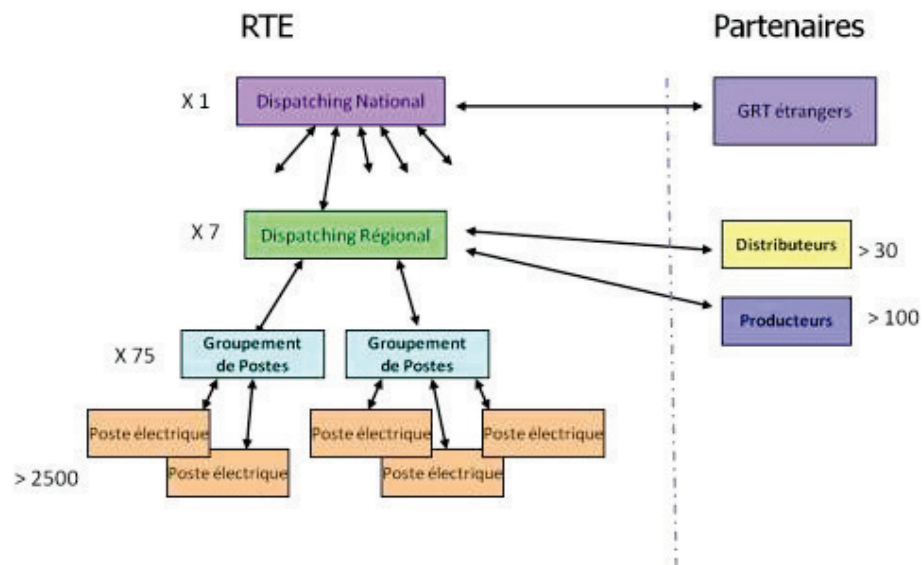 RTE
Partenaires
X 1
Dispatching National
GRT étrangers
X 7
Dispatching Régional
Distributeurs
> 30
Producteurs
> 100
X 75
Groupement
de Postes
Groupement
de Postes
Poste électrique
Poste électrique
Poste électrique
> 2500
Poste électrique
Poste électrique